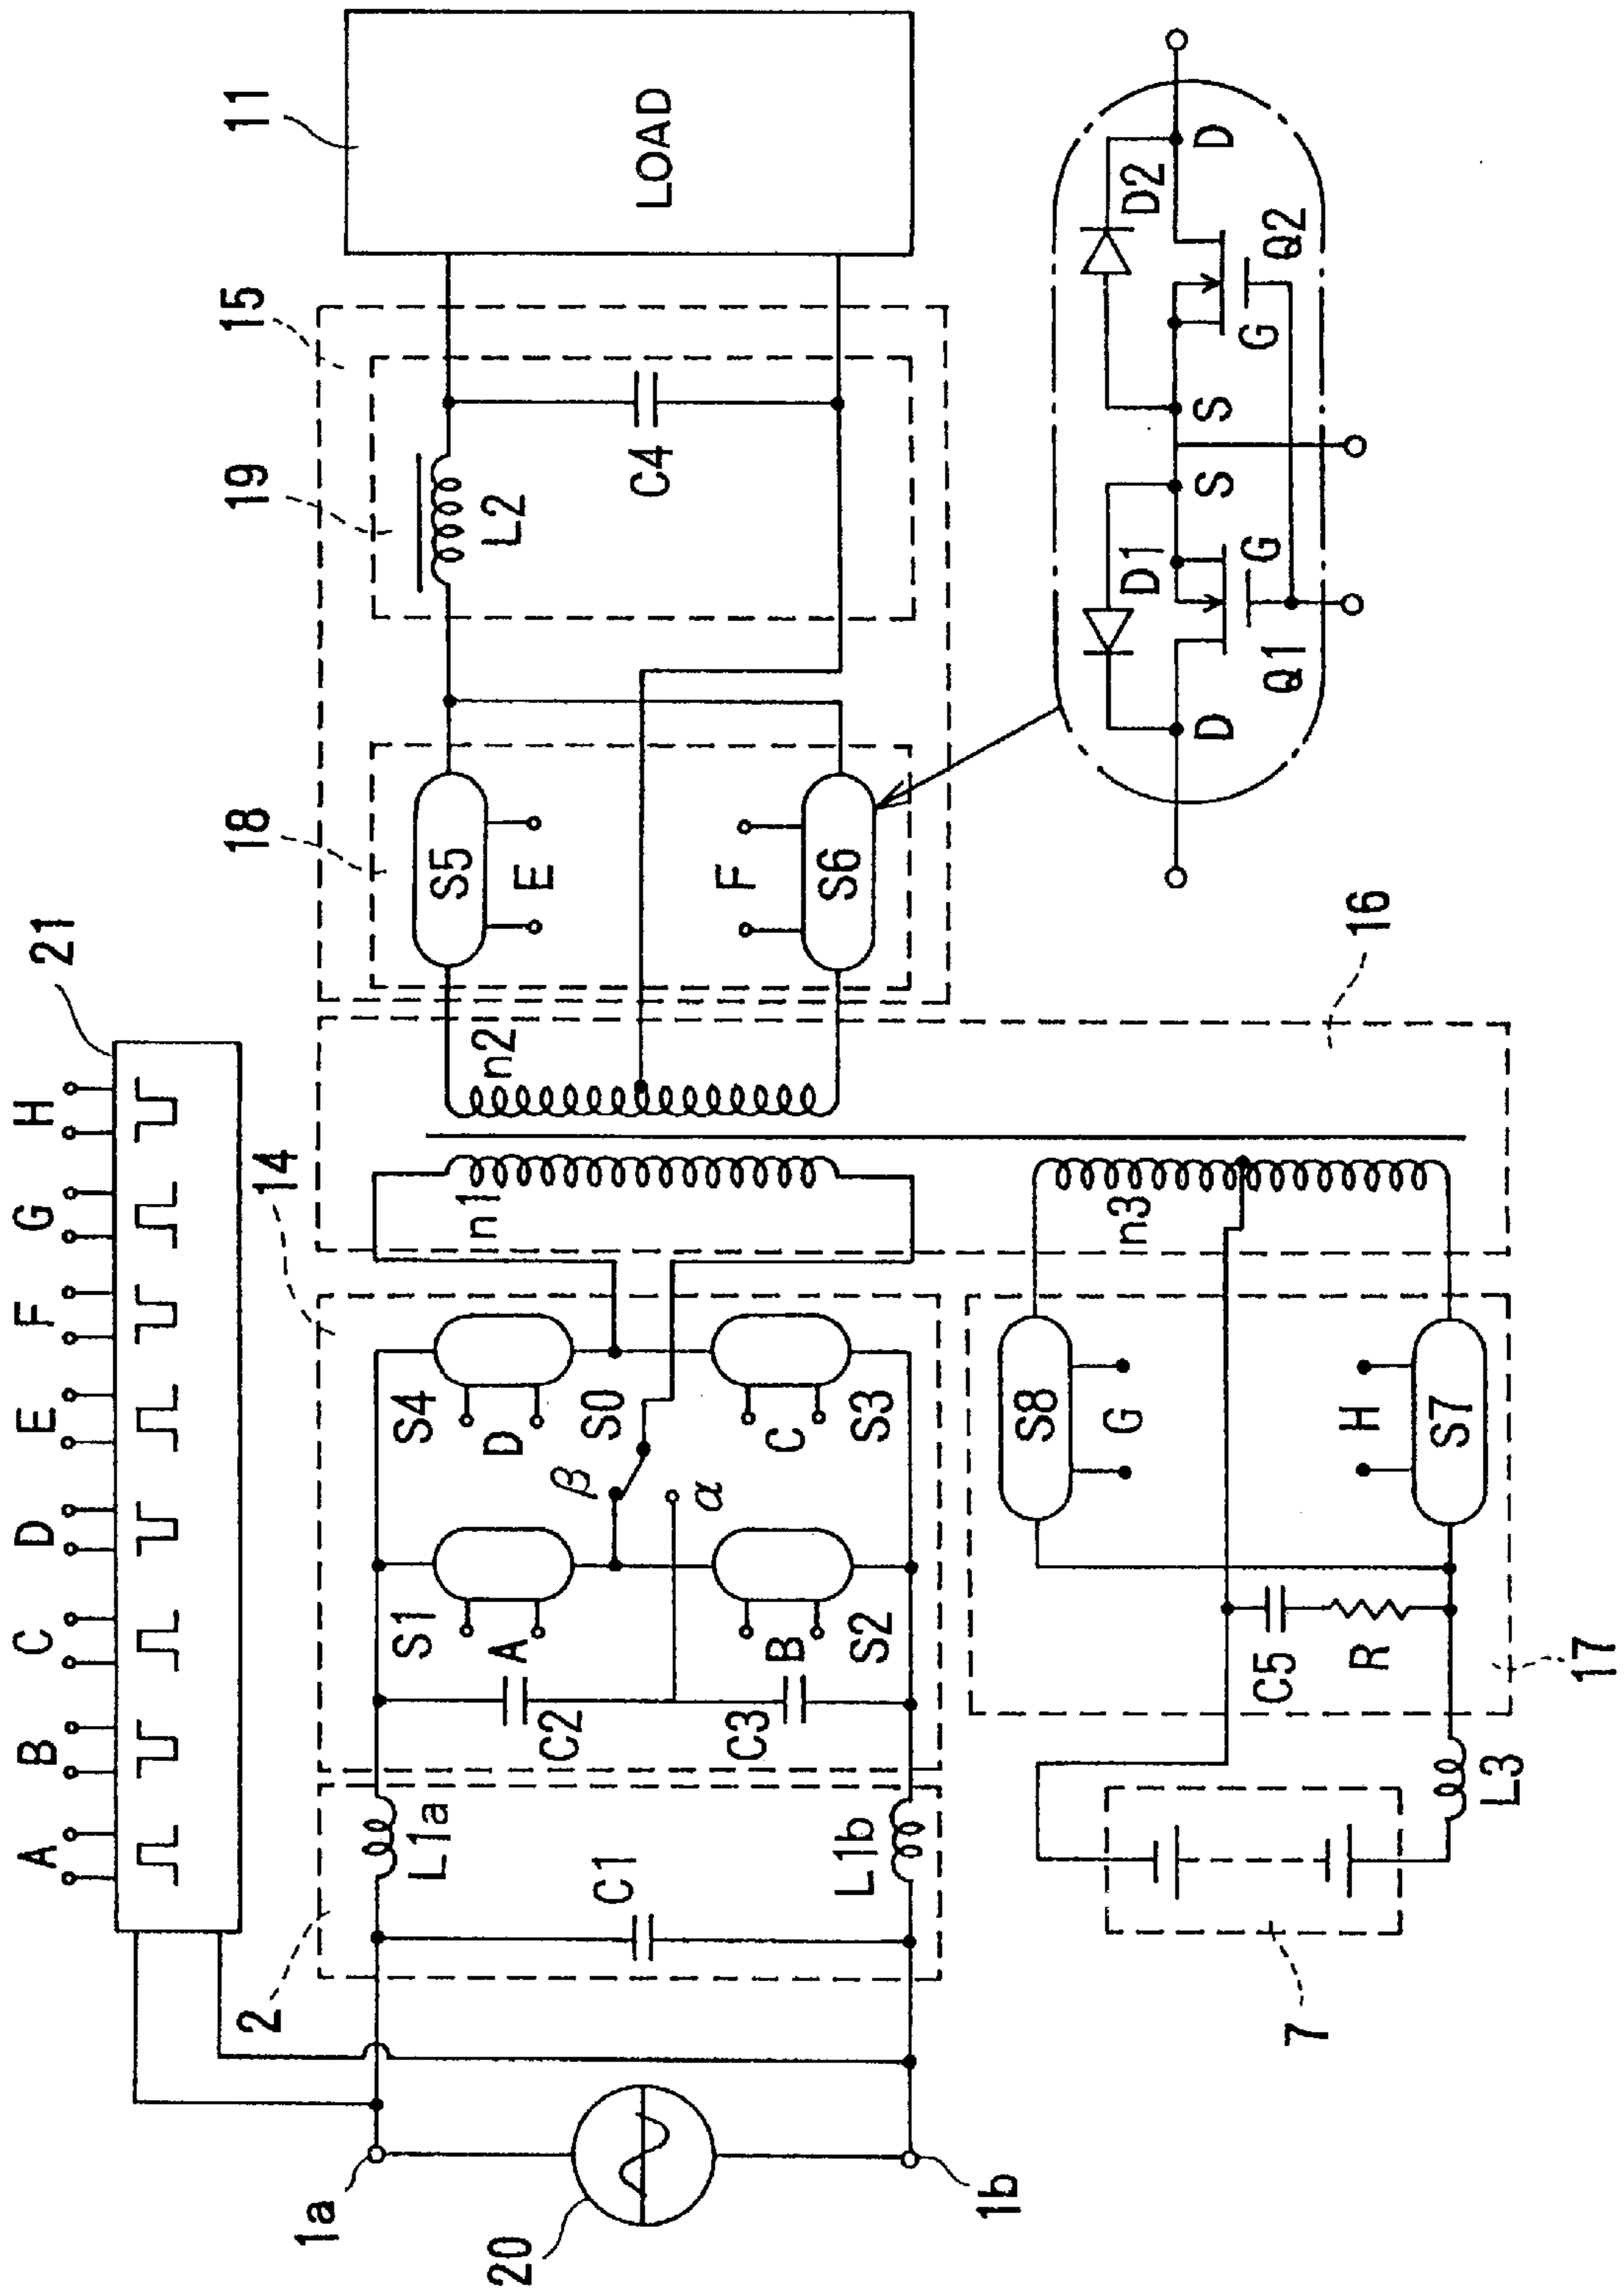 A B C D E F G H
21
14
18
19
15
11
LOAD
1a
20
1b
2
L1a
C1
L1b
S1
A
C2
S2
B
C3
S4
D
S0
β
α
C
S3
n1
n2
n3
16
S5
E
F
S6
L2
C4
S8
G
H
S7
C5
R
17
L3
7
D1
D2
D
S
S
D
G
G
Q1
Q2